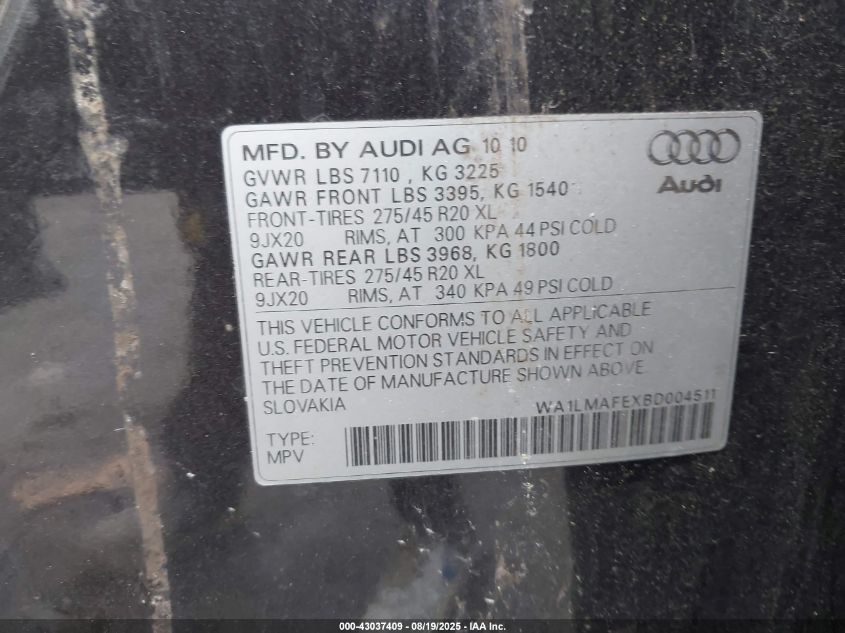 MFD. BY AUDI AG 10 10
GVWR LBS 7110 , KG 3225
GAWR FRONT LBS 3395, KG 1540
FRONT-TIRES 275/45 R20 XL
9JX20 RIMS, AT 300 KPA 44 PSI COLD
GAWR REAR LBS 3968, KG 1800
REAR-TIRES 275/45 R20 XL
9JX20 RIMS, AT 340 KPA 49 PSI COLD
Audi
THIS VEHICLE CONFORMS TO ALL APPLICABLE
U.S. FEDERAL MOTOR VEHICLE SAFETY AND
THEFT PREVENTION STANDARDS IN EFFECT ON
THE DATE OF MANUFACTURE SHOWN ABOVE.
SLOVAKIA
WA1LMAFEXBD004511
TYPE:
MPV
000-43037409 - 08/19/2025 - IAA Inc.